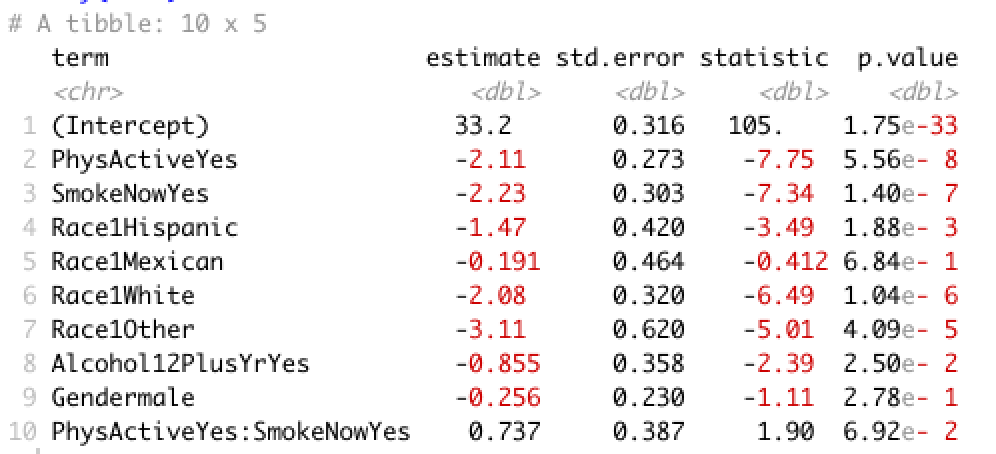 # A tibble: 10 x 5
term estimate std.error statistic p.value
<chr> <dbl> <dbl> <dbl> <dbl>
1 (Intercept) 33.2 0.316 105. 1.75e-33
2 PhysActiveYes -2.11 0.273 -7.75 5.56e- 8
3 SmokeNowYes -2.23 0.303 -7.34 1.40e- 7
4 Race1Hispanic -1.47 0.420 -3.49 1.88e- 3
5 Race1Mexican -0.191 0.464 -0.412 6.84e- 1
6 Race1White -2.08 0.320 -6.49 1.04e- 6
7 Race1Other -3.11 0.620 -5.01 4.09e- 5
8 Alcohol12PlusYrYes -0.855 0.358 -2.39 2.50e- 2
9 Gendermale -0.256 0.230 -1.11 2.78e- 1
10 PhysActiveYes:SmokeNowYes 0.737 0.387 1.90 6.92e- 2